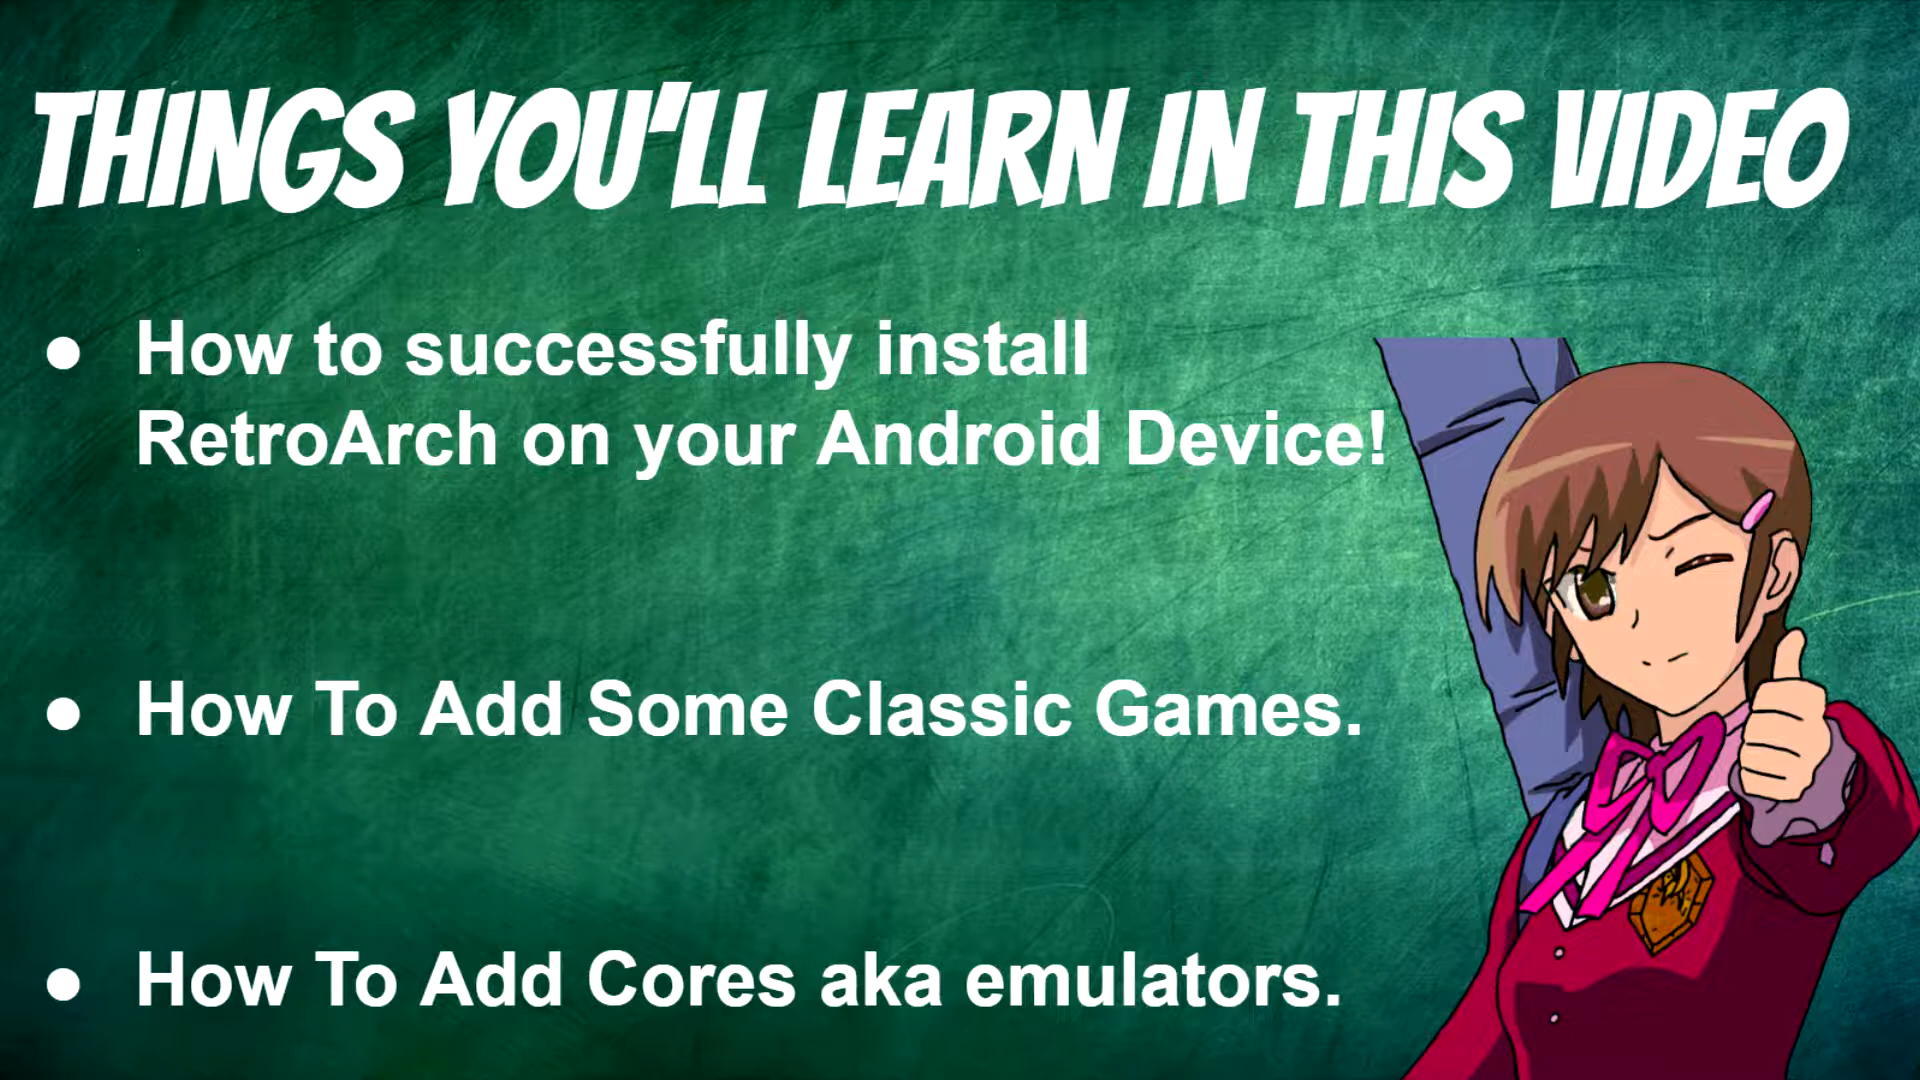 THINGS YOU'LL LEARN IN THIS VIDEO
● How to successfully install
RetroArch on your Android Device!
● How To Add Some Classic Games.
● How To Add Cores aka emulators.